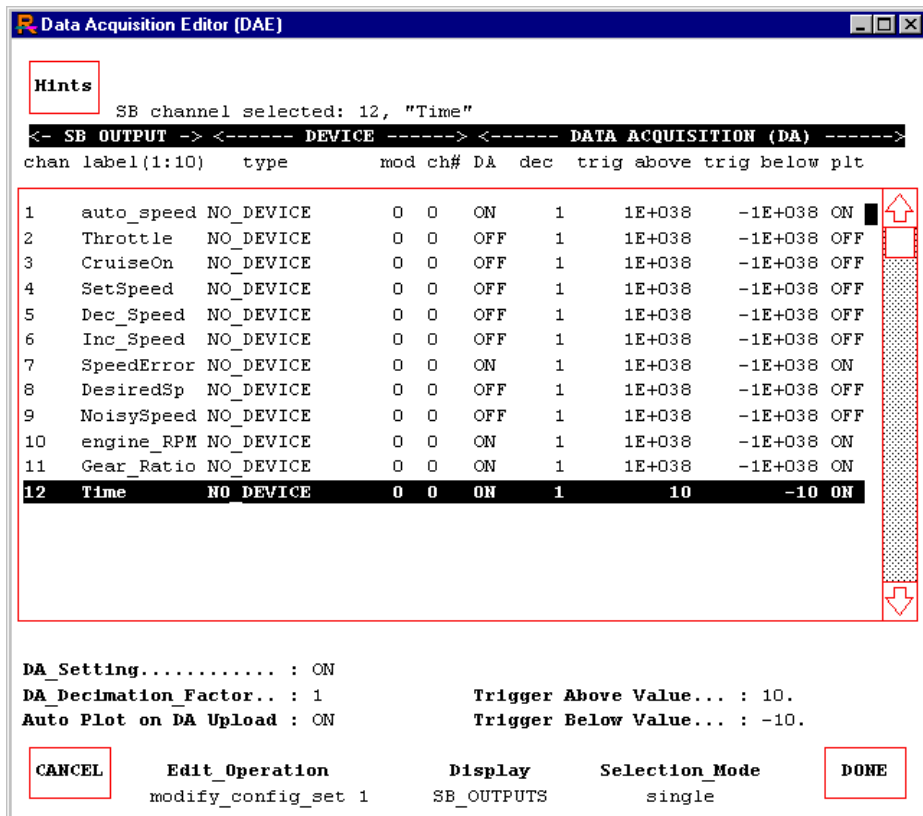 Data Acquisition Editor (DAE)
Hints
SB channel selected: 12, "Time"
<- SB OUTPUT -> <------ DEVICE ------> <------ DATA ACQUISITION (DA) ------>
chan label(1:10) type mod ch# DA dec trig above trig below plt
1 auto_speed NO_DEVICE 0 0 ON 1 1E+038 -1E+038 ON
2 Throttle NO_DEVICE 0 0 OFF 1 1E+038 -1E+038 OFF
3 CruiseOn NO_DEVICE 0 0 OFF 1 1E+038 -1E+038 OFF
4 SetSpeed NO_DEVICE 0 0 OFF 1 1E+038 -1E+038 OFF
5 Dec_Speed NO_DEVICE 0 0 OFF 1 1E+038 -1E+038 OFF
6 Inc_Speed NO_DEVICE 0 0 OFF 1 1E+038 -1E+038 OFF
7 SpeedError NO_DEVICE 0 0 ON 1 1E+038 -1E+038 ON
8 DesiredSp NO_DEVICE 0 0 OFF 1 1E+038 -1E+038 OFF
9 NoisySpeed NO_DEVICE 0 0 OFF 1 1E+038 -1E+038 OFF
10 engine_RPM NO_DEVICE 0 0 ON 1 1E+038 -1E+038 ON
11 Gear_Ratio NO_DEVICE 0 0 ON 1 1E+038 -1E+038 ON
12 Time NO_DEVICE 0 0 ON 1 10 -10 ON
DA_Setting............ : ON
DA_Decimation_Factor.. : 1 Trigger Above Value... : 10.
Auto Plot on DA Upload : ON Trigger Below Value... : -10.
CANCEL Edit_Operation Display Selection_Mode DONE
modify_config_set 1 SB_OUTPUTS single